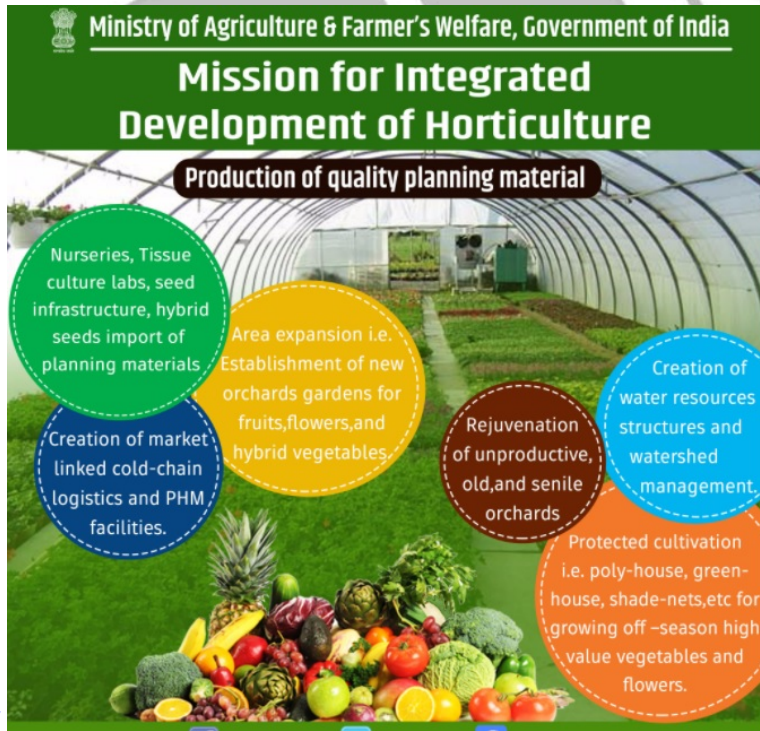 Ministry of Agriculture & Farmer's Welfare, Government of India
Mission for Integrated
Development of Horticulture
Production of quality planning material
Nurseries, Tissue
culture labs, seed
infrastructure, hybrid
seeds import of
planning materials
Area expansion i.e.
Establishment of new
orchards gardens for
fruits,flowers,and
hybrid vegetables.
Creation of market
linked cold-chain
logistics and PHM
facilities.
Rejuvenation
of unproductive,
old,and senile
orchards
Creation of
water resources
structures and
watershed
management.
Protected cultivation
i.e. poly-house, green-
house, shade-nets,etc for
growing off –season high
value vegetables and
flowers.